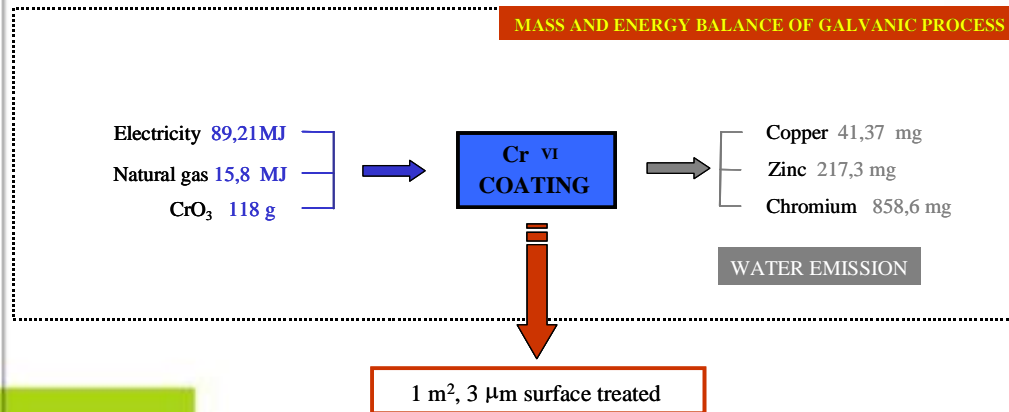 MASS AND ENERGY BALANCE OF GALVANIC PROCESS
Electricity 89,21MJ
Natural gas 15,8 MJ
CrO₃ 118 g
Cr VI
COATING
Copper 41,37 mg
Zinc 217,3 mg
Chromium 858,6 mg
WATER EMISSION
1 m², 3 μm surface treated